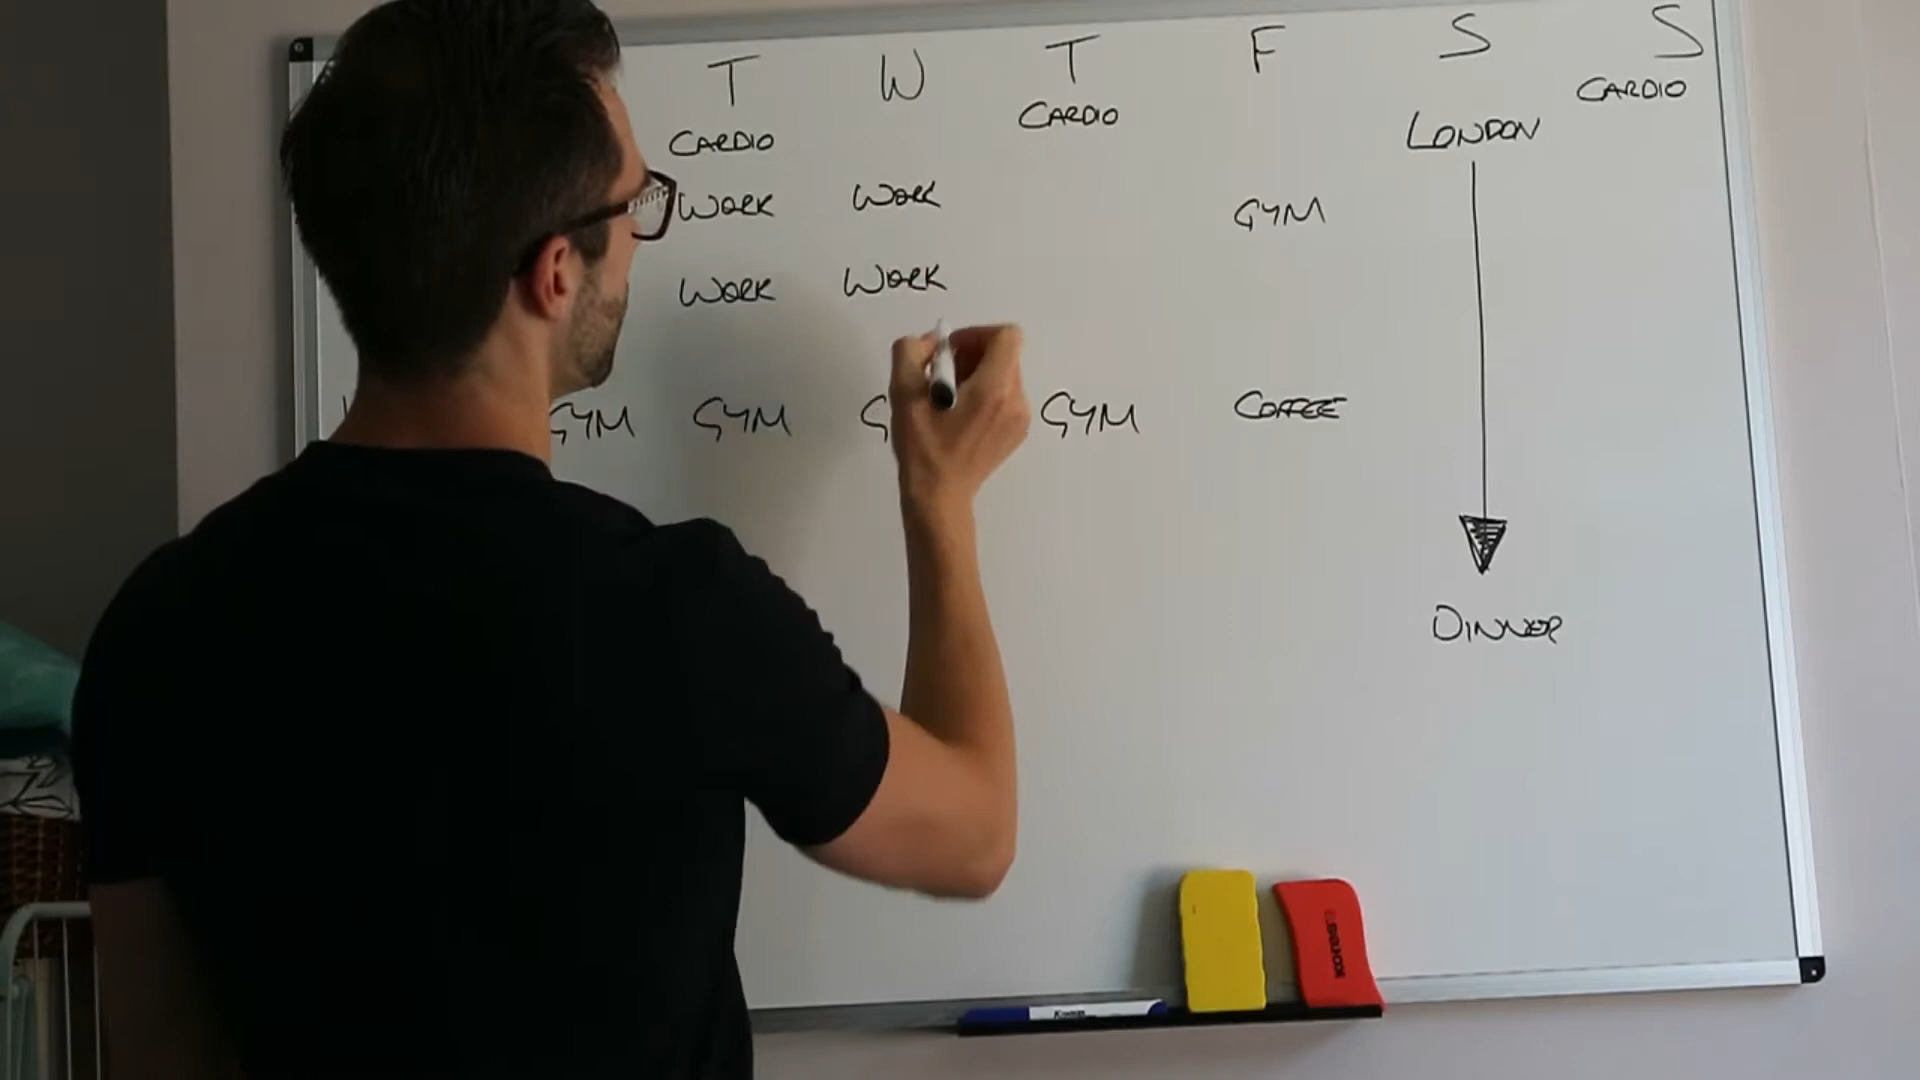 T W T F S S
CARDIO CARDIO LONDON CARDIO
WORK WORK GYM
WORK WORK
GYM GYM GYM COFFEE
DINNER